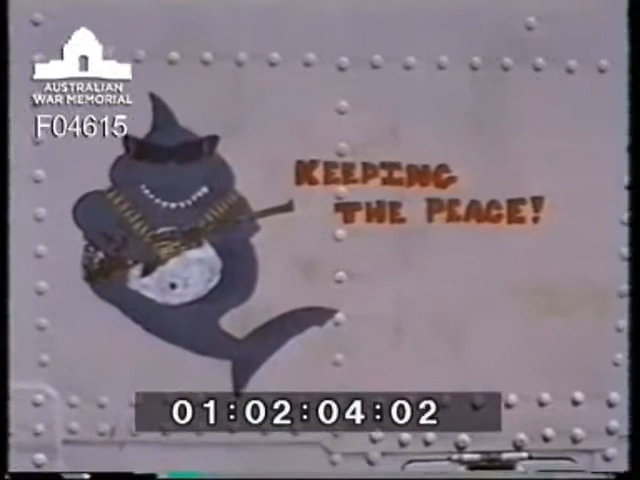 AUSTRALIAN
WAR MEMORIAL
F04615
KEEPING
THE PEACE!
01:02:04:02